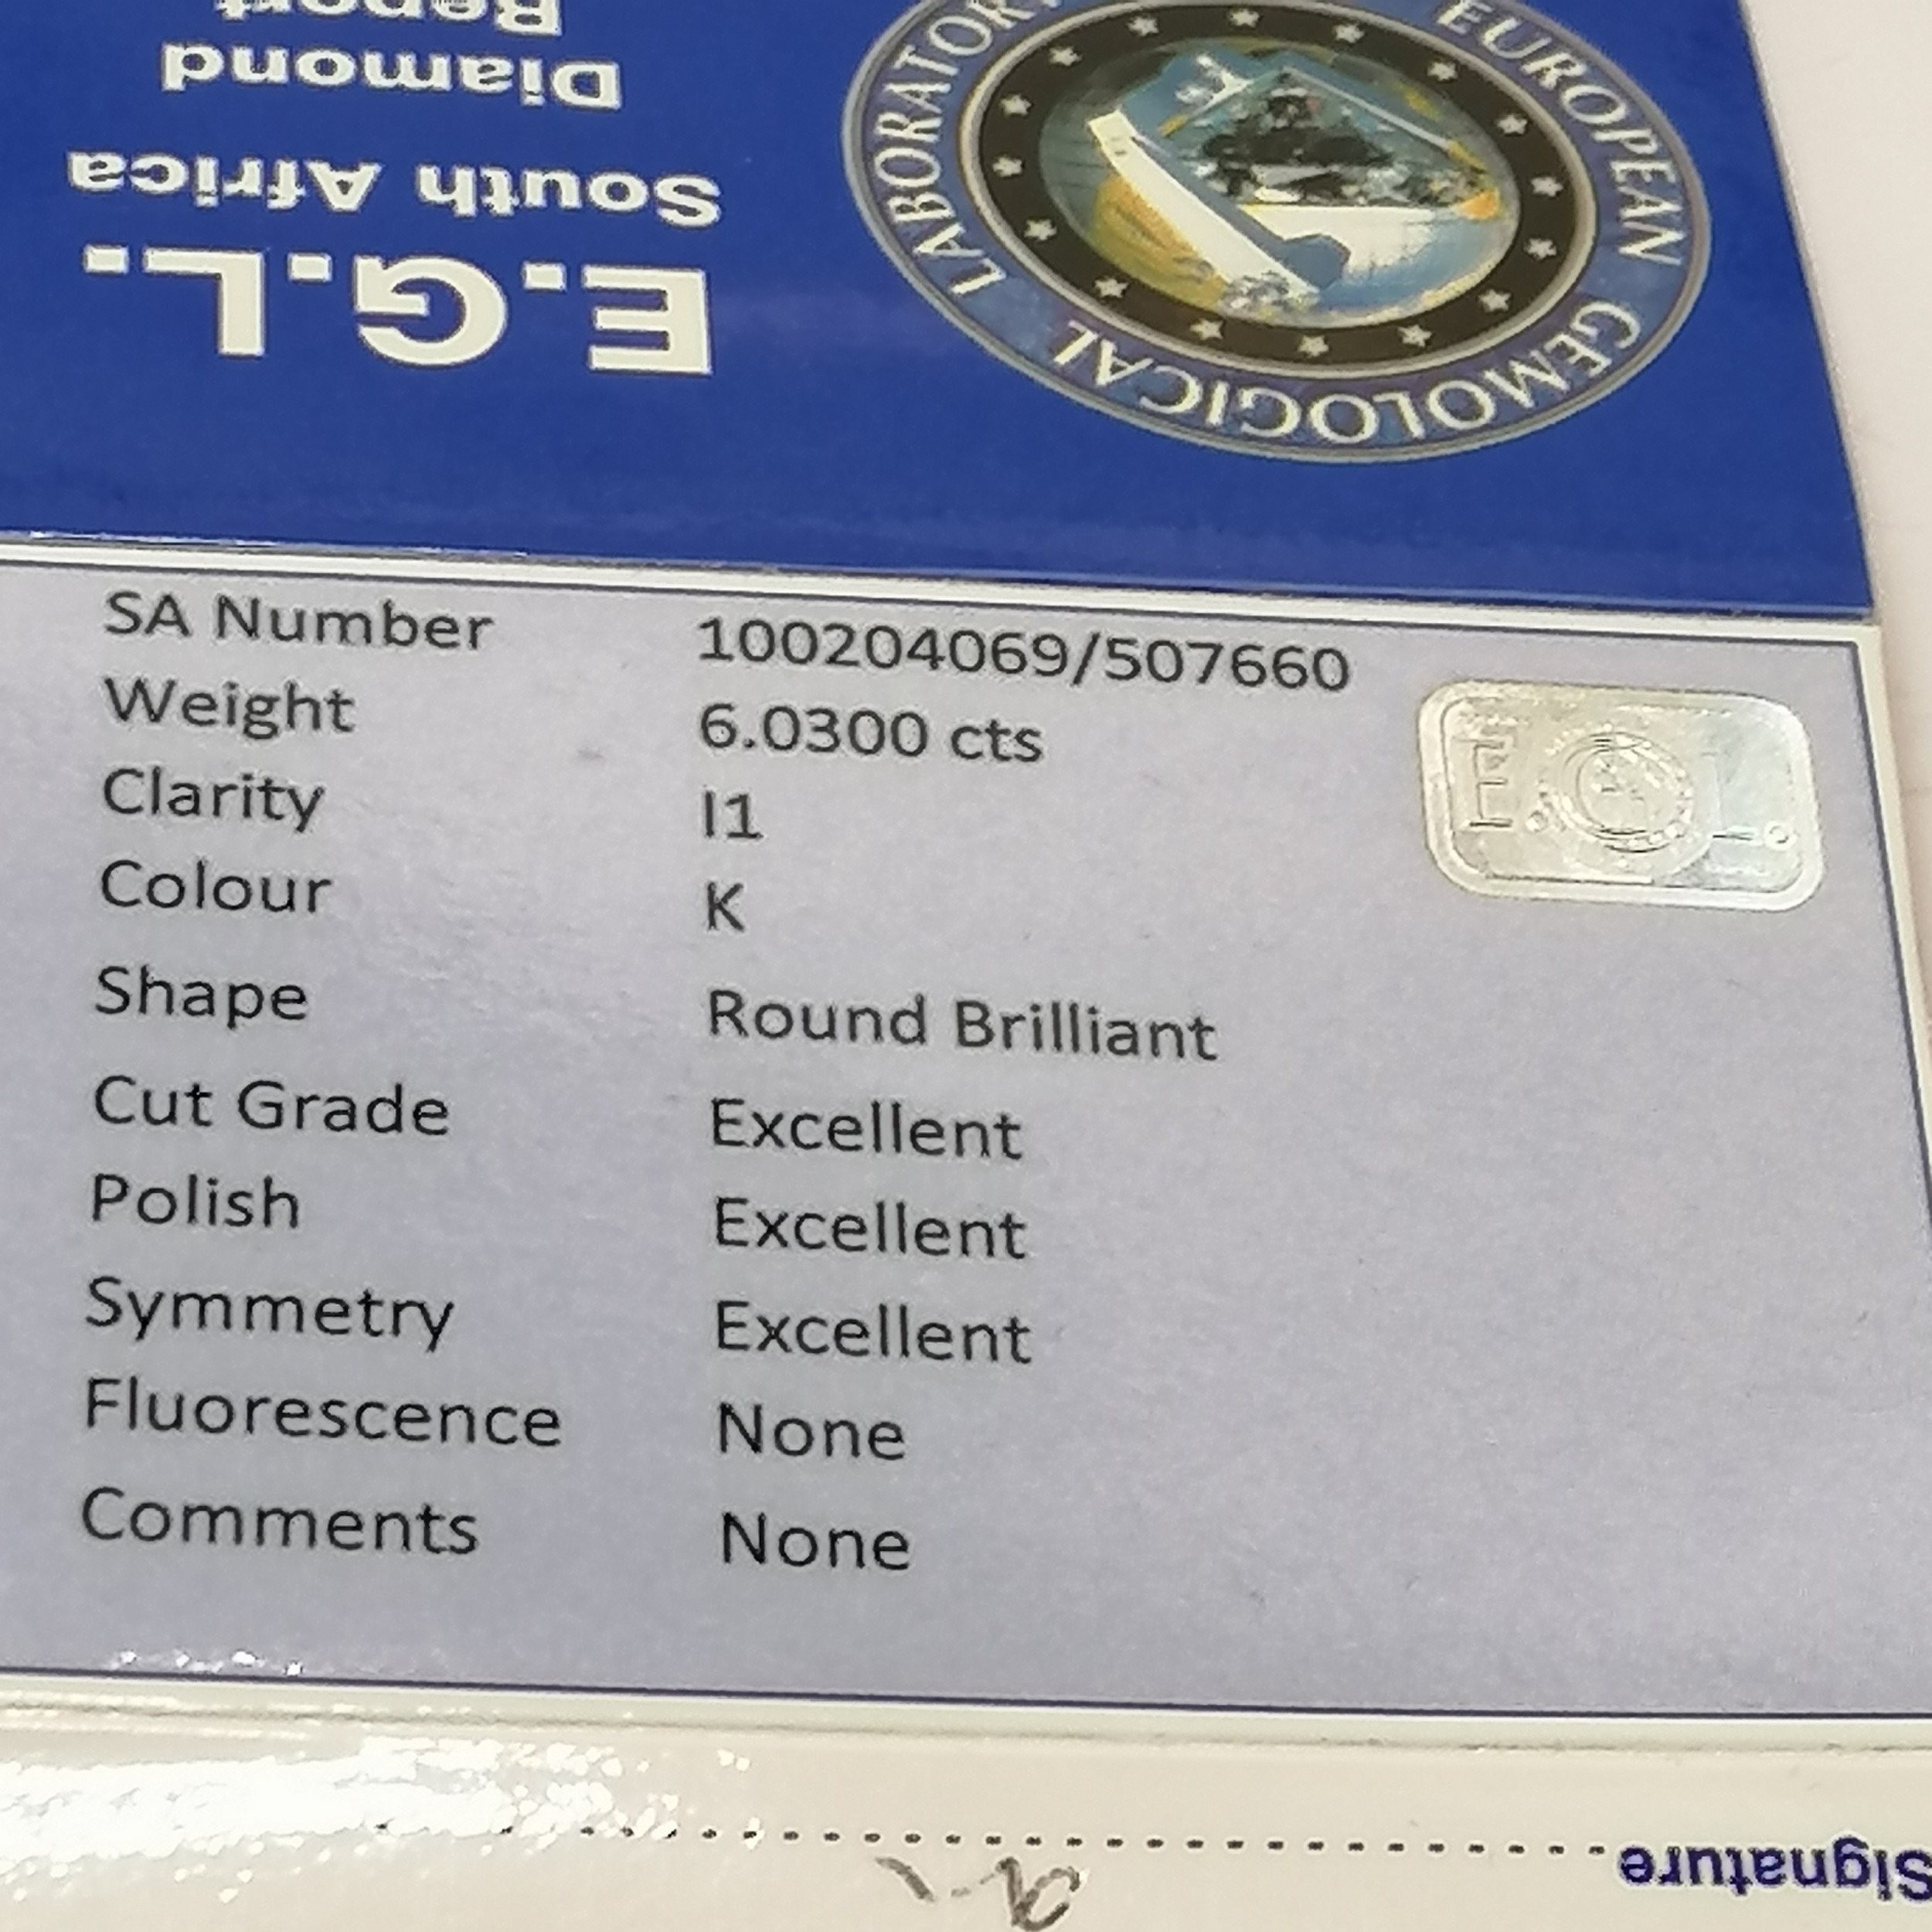 E.G.L.
South Africa
Diamond
Report
EUROPEAN GEMOLOGICAL LABORATORY
SA Number 100204069/507660
Weight 6.0300 cts
Clarity I1
Colour K
Shape Round Brilliant
Cut Grade Excellent
Polish Excellent
Symmetry Excellent
Fluorescence None
Comments None
E.G.L.
Signature